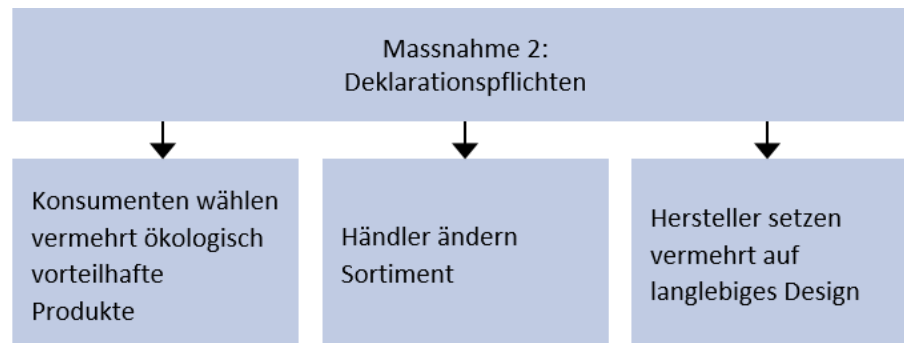 Massnahme 2:
Deklarationspflichten
Konsumenten wählen
vermehrt ökologisch
vorteilhafte
Produkte
Händler ändern
Sortiment
Hersteller setzen
vermehrt auf
langlebiges Design